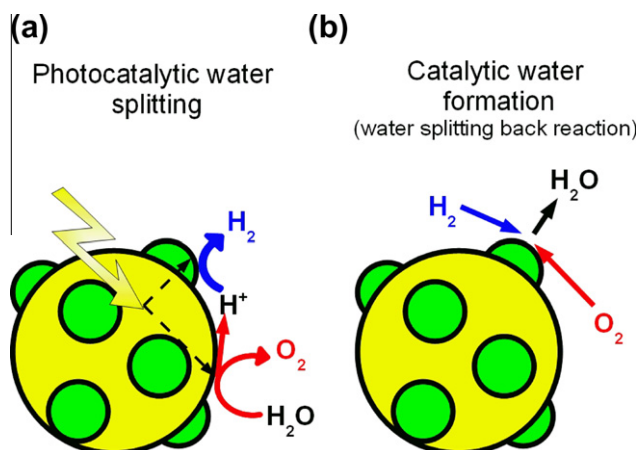 (a)
Photocatalytic water
splitting
H₂
H⁺
O₂
H₂O
(b)
Catalytic water
formation
(water splitting back reaction)
H₂O
H₂
O₂